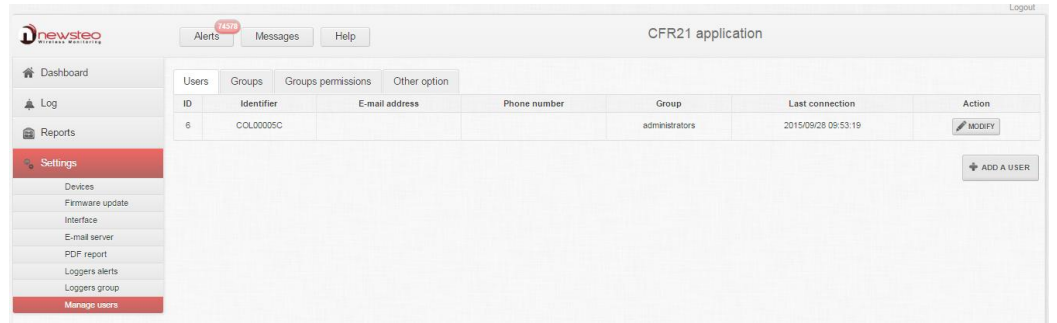 Logout
newsteo
Wireless Monitoring
Alerts
74579
Messages
Help
CFR21 application
Dashboard
Log
Reports
Settings
Devices
Firmware update
Interface
E-mail server
PDF report
Loggers alerts
Loggers group
Manage users
Users Groups Groups permissions Other option
ID Identifier E-mail address Phone number Group Last connection Action
6 COL00005C administrators 2015/09/28 09:53:19 MODIFY
ADD A USER